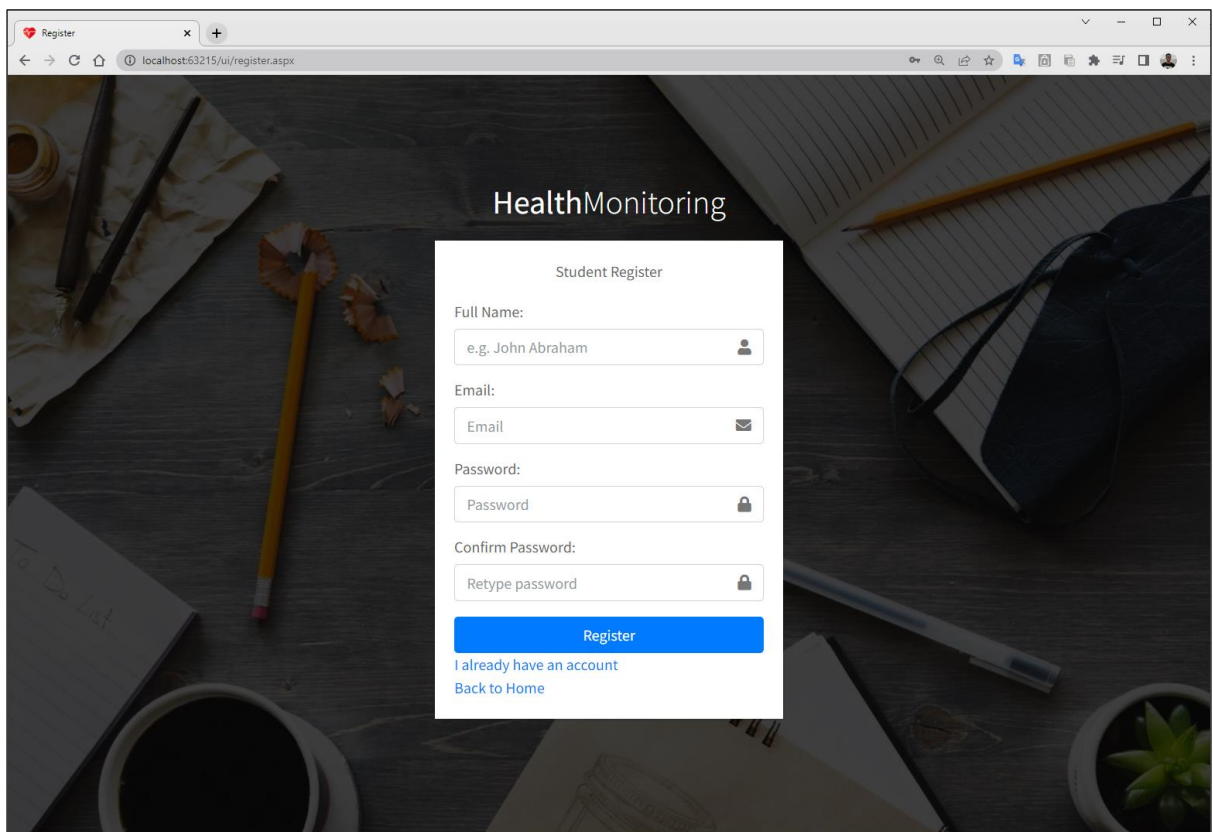 Register
localhost:63215/ui/register.aspx
HealthMonitoring
Student Register
Full Name:
e.g. John Abraham
Email:
Email
Password:
Password
Confirm Password:
Retype password
Register
I already have an account
Back to Home
To Do List